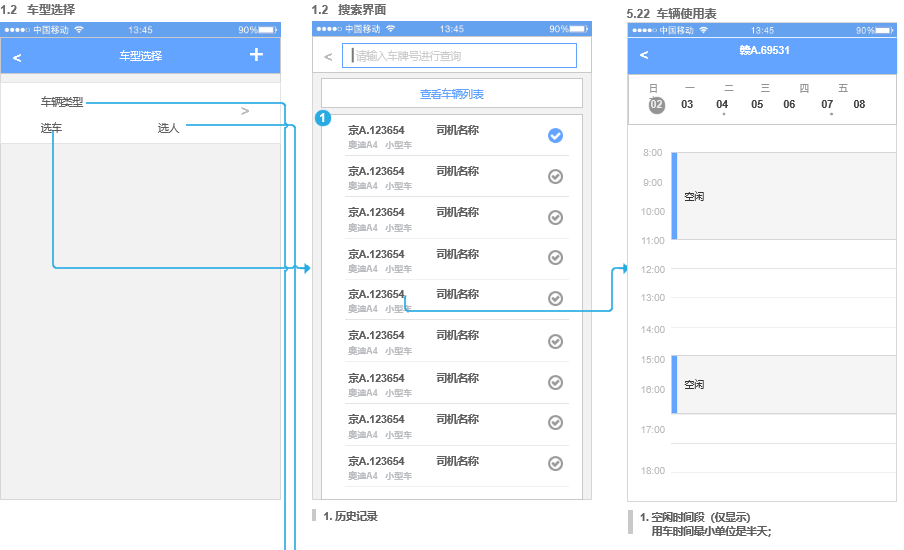 1.2 车型选择
中国移动 13:45 90%
< 车型选择 +
车辆类型
>
选车 选人
1.2 搜索界面
中国移动 13:45 90%
< 请输入车牌号进行查询
查看车辆列表
1
京A.123654 司机名称
奥迪A4 小型车
京A.123654 司机名称
奥迪A4 小型车
京A.123654 司机名称
奥迪A4 小型车
京A.123654 司机名称
奥迪A4 小型车
京A.123654 司机名称
奥迪A4 小型车
京A.123654 司机名称
奥迪A4 小型车
京A.123654 司机名称
奥迪A4 小型车
京A.123654 司机名称
奥迪A4 小型车
京A.123654 司机名称
奥迪A4 小型车
1. 历史记录
5.22 车辆使用表
中国移动 13:45 90%
< 赣A.69531
日 一 二 三 四 五
02 03 04 05 06 07 08
8:00
9:00
空闲
10:00
11:00
12:00
13:00
14:00
15:00
空闲
16:00
17:00
18:00
1. 空闲时间段（仅显示）
用车时间最小单位是半天；